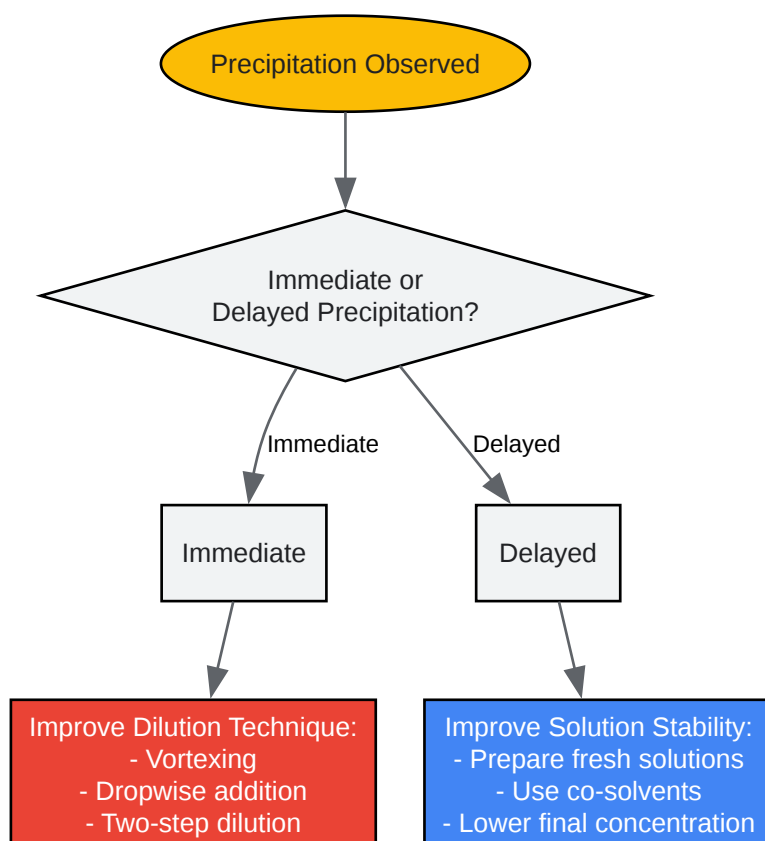 Precipitation Observed
Immediate or
Delayed Precipitation?
Immediate
Delayed
Immediate
Delayed
Improve Dilution Technique:
- Vortexing
- Dropwise addition
- Two-step dilution
Improve Solution Stability:
- Prepare fresh solutions
- Use co-solvents
- Lower final concentration